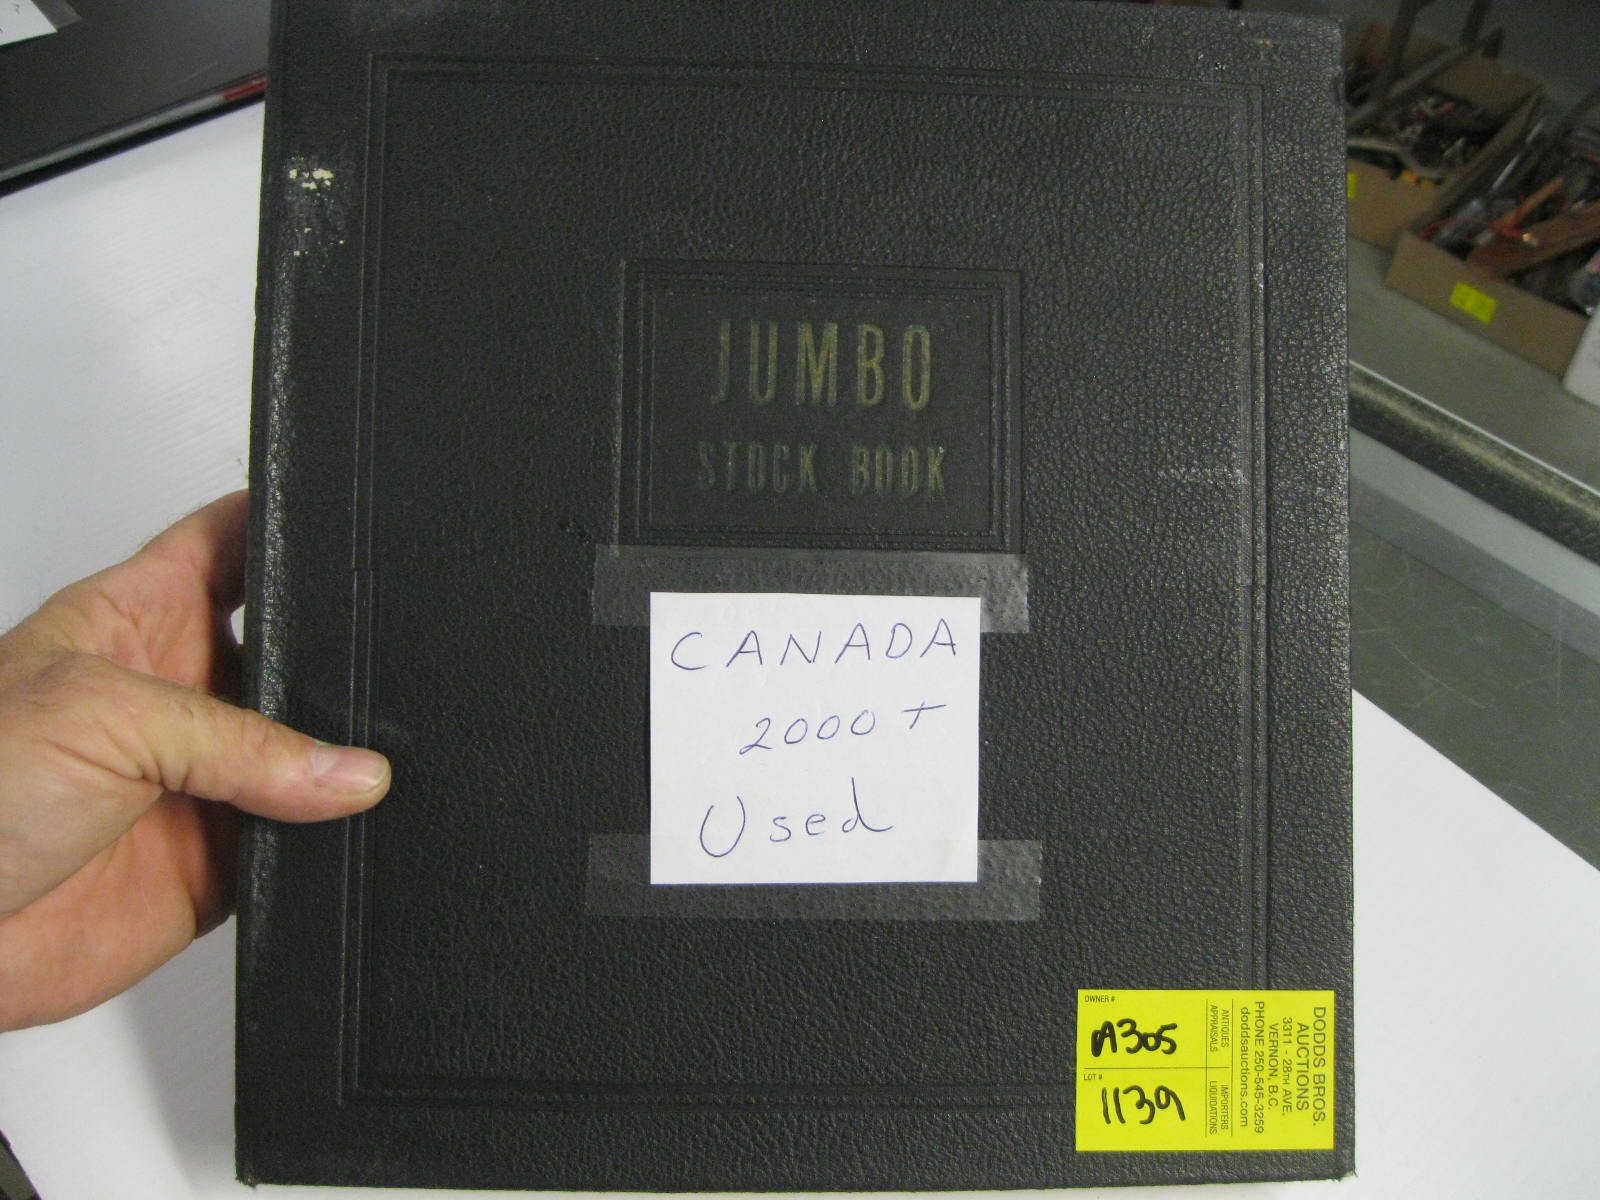 JUMBO
STOCK BOOK
CANADA
2000+
Used
OWNER #
A305
LOT #
1139
ANTIQUES
APPRAISALS
IMPORTERS
LIQUIDATIONS
DODDS BROS.
AUCTIONS
3311 - 28TH AVE.
VERNON, B.C.
PHONE 250-545-3259
doddsauctions.com